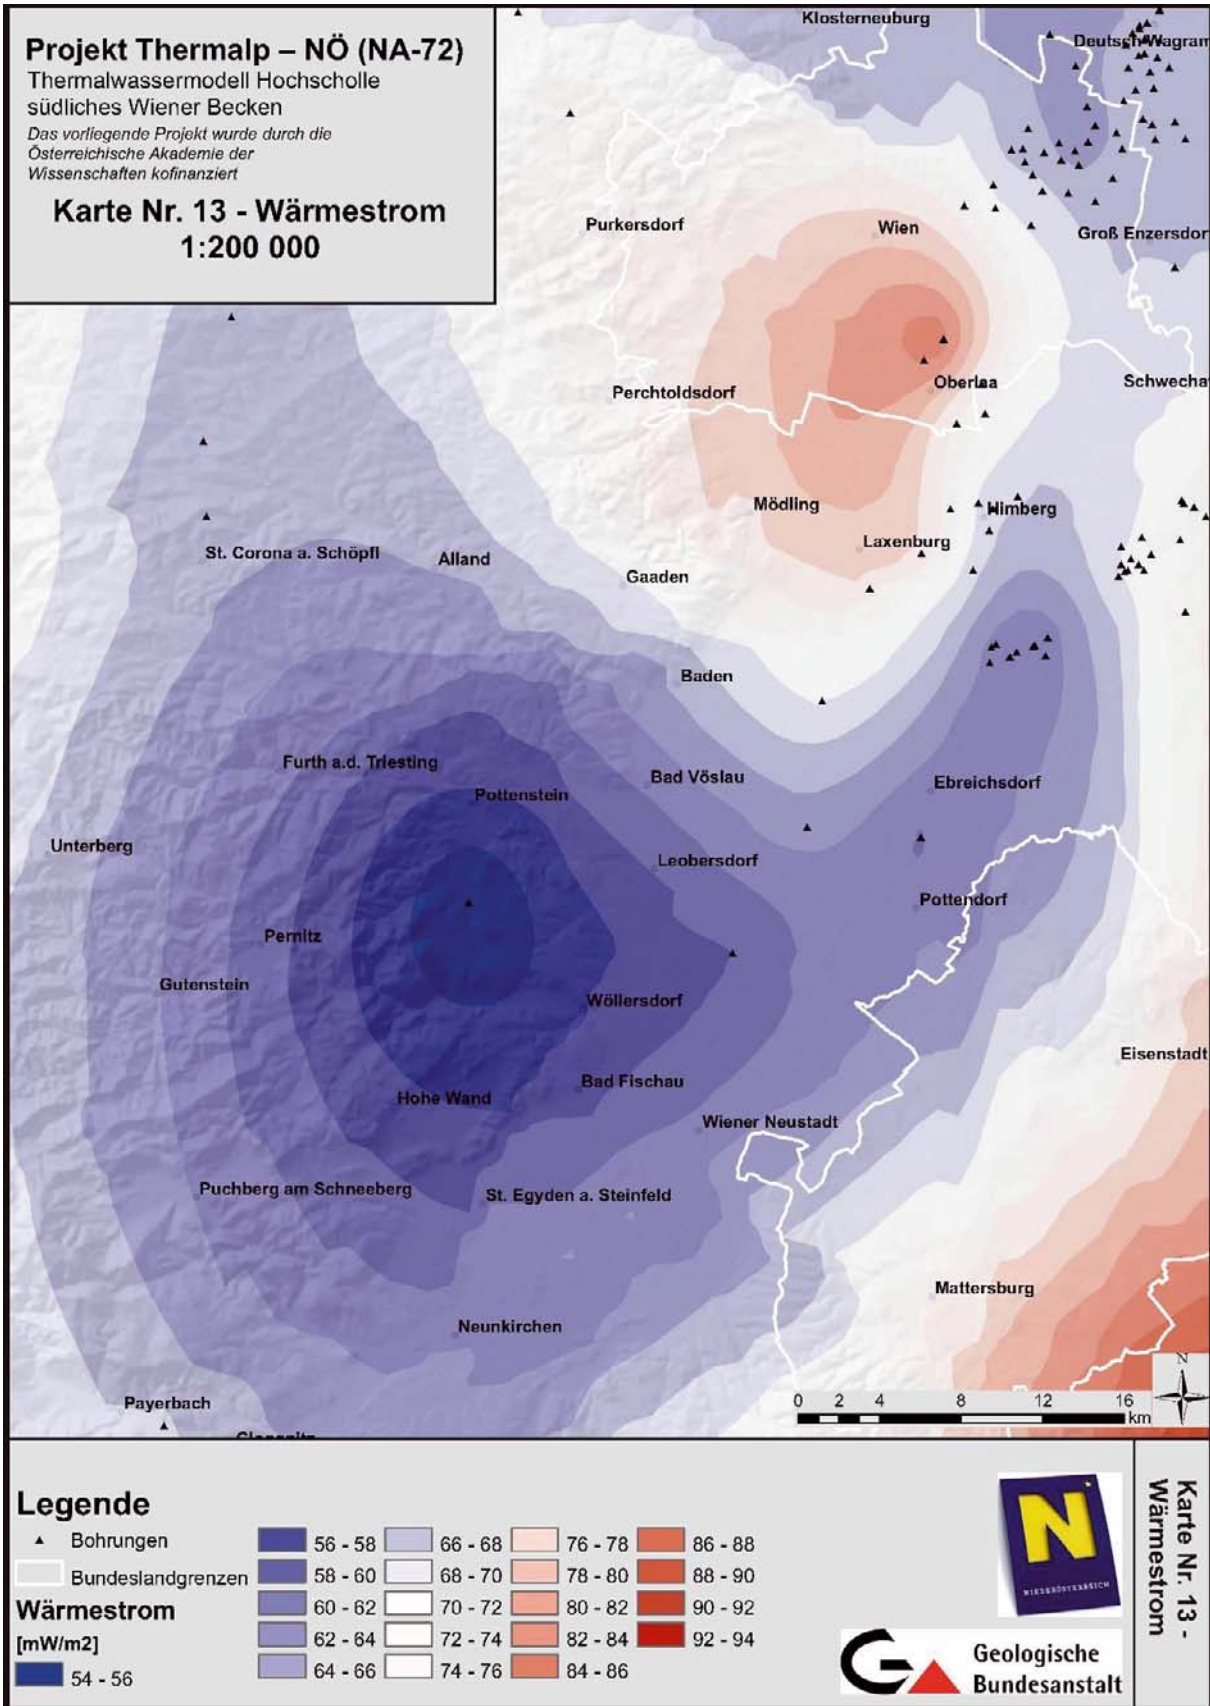 Projekt Thermalp – NÖ (NA-72)
Thermalwassermodell Hochscholle
südliches Wiener Becken
Das vorliegende Projekt wurde durch die
Österreichische Akademie der
Wissenschaften kofinanziert
Karte Nr. 13 - Wärmestrom
1:200 000
Klosterneuburg
Deutsch Wagram
Purkersdorf
Wien
Groß Enzersdor
Perchtoldsdorf
Oberlaa
Schwecha
Mödling
Himberg
Laxenburg
St. Corona a. Schöpfl
Alland
Gaaden
Baden
Furth a.d. Triesting
Pottenstein
Bad Vöslau
Ebreichsdorf
Unterberg
Leobersdorf
Pottendorf
Pernitz
Gutenstein
Wöllersdorf
Eisenstadt
Bad Fischau
Hohe Wand
Wiener Neustadt
Puchberg am Schneeberg
St. Egyden a. Steinfeld
Mattersburg
Neunkirchen
Payerbach
N
0 2 4 8 12 16
km
Legende
Bohrungen
Bundeslandgrenzen
Wärmestrom
[mW/m2]
54 - 56
56 - 58
58 - 60
60 - 62
62 - 64
64 - 66
66 - 68
68 - 70
70 - 72
72 - 74
74 - 76
76 - 78
78 - 80
80 - 82
82 - 84
84 - 86
86 - 88
88 - 90
90 - 92
92 - 94
N
NIEDERÖSTERREICH
Geologische
Bundesanstalt
Karte Nr. 13 -
Wärmestrom